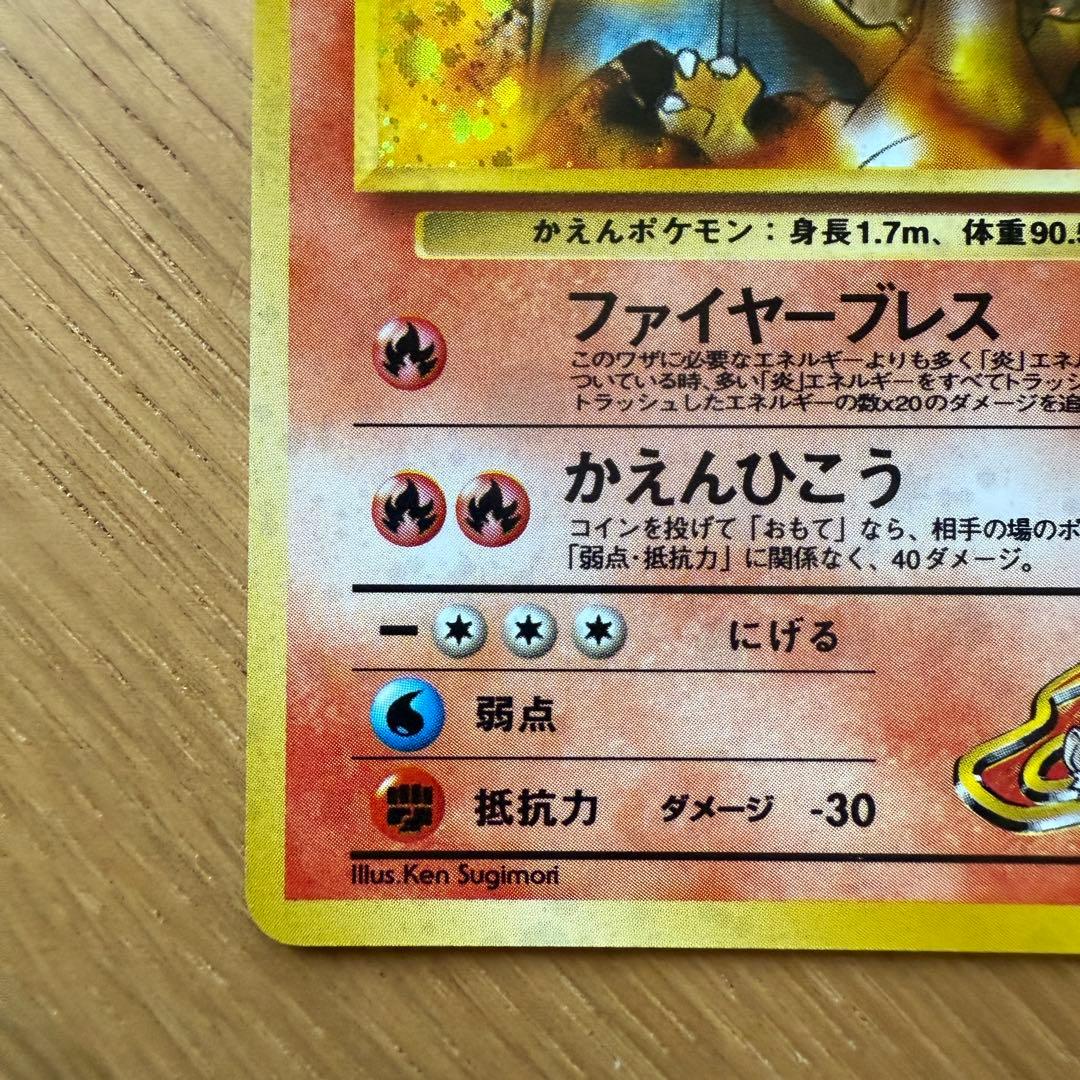 かえんポケモン：身長1.7m、体重90.5
ファイヤーブレス
このワザに必要なエネルギーよりも多く「炎」エネル
ついている時、多い「炎」エネルギーをすべてトラッシ
トラッシュしたエネルギーの数x20のダメージを追
かえんひこう
コインを投げて「おもて」なら、相手の場のポ
「弱点・抵抗力」に関係なく、40ダメージ。
ー にげる
弱点
抵抗力 ダメージ -30
Illus.Ken Sugimori